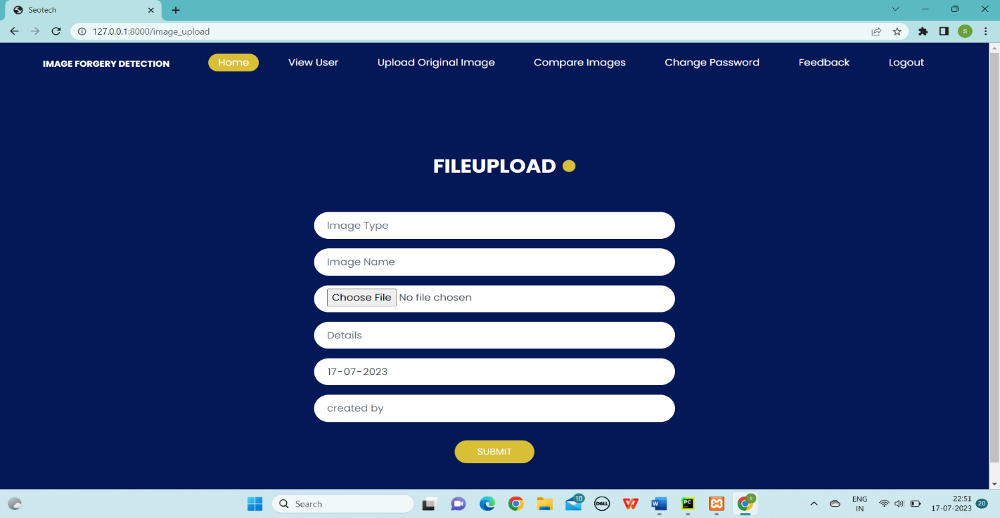 Seotech
127.0.0.1:8000/image_upload
S
IMAGE FORGERY DETECTION
Home
View User
Upload Original Image
Compare Images
Change Password
Feedback
Logout
FILEUPLOAD
Image Type
Image Name
Choose File No file chosen
Details
17-07-2023
created by
SUBMIT
Search
10
DELL
W
PC
S
ENG
IN
22:51
17-07-2023
20